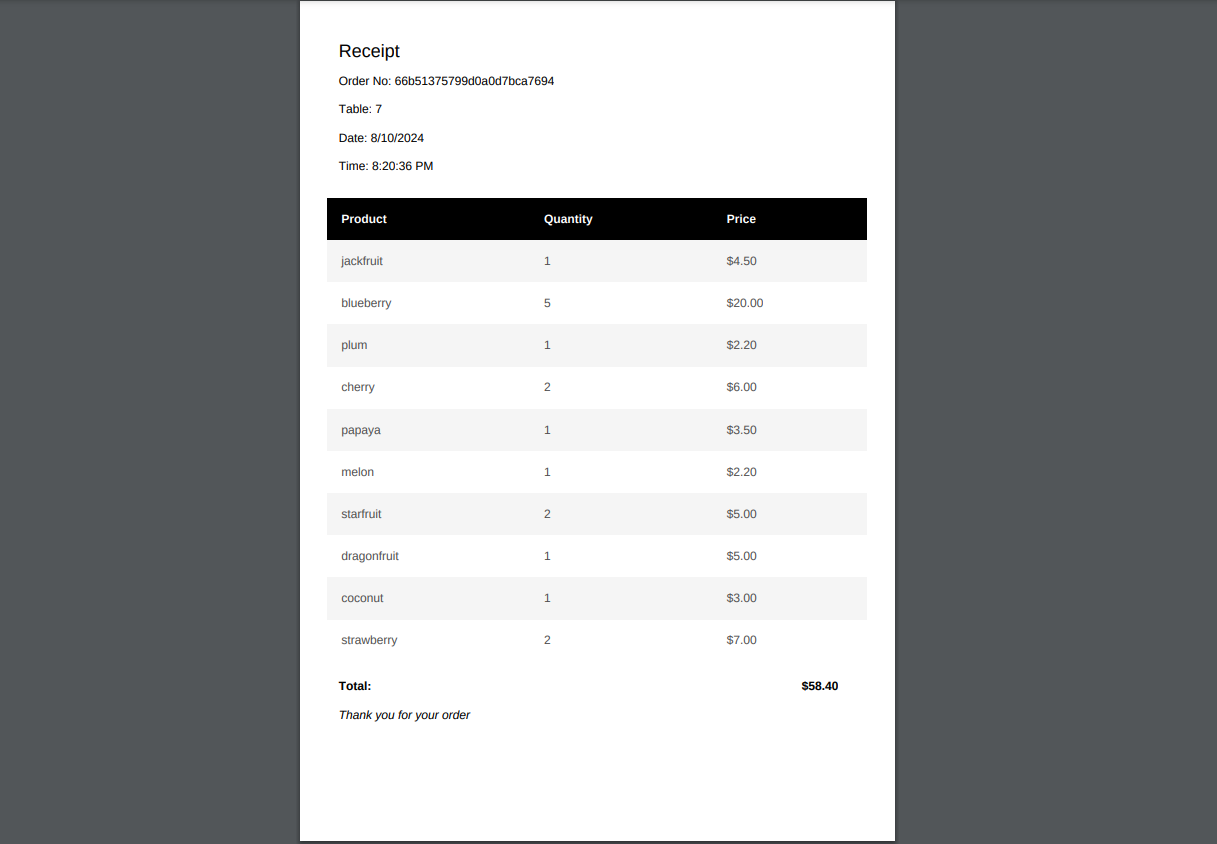 Receipt
Order No: 66b51375799d0a0d7bca7694
Table: 7
Date: 8/10/2024
Time: 8:20:36 PM
Product Quantity Price
jackfruit 1 $4.50
blueberry 5 $20.00
plum 1 $2.20
cherry 2 $6.00
papaya 1 $3.50
melon 1 $2.20
starfruit 2 $5.00
dragonfruit 1 $5.00
coconut 1 $3.00
strawberry 2 $7.00
Total: $58.40
Thank you for your order